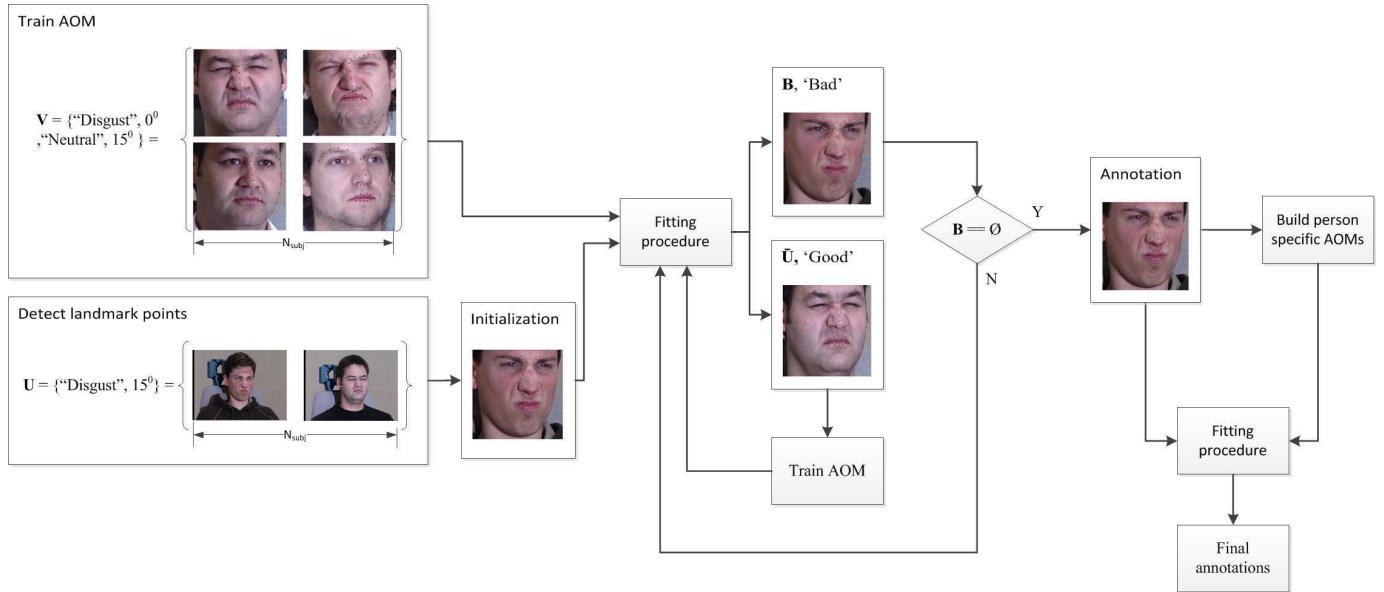 Train AOM
V = {“Disgust”, 0⁰
,“Neutral”, 15⁰ } =
N_subj
Detect landmark points
U = {“Disgust”, 15⁰} =
N_subj
Initialization
Fitting
procedure
B, ‘Bad’
Ū, ‘Good’
Train AOM
B == Ø
Y
N
Annotation
Build person
specific AOMs
Fitting
procedure
Final
annotations